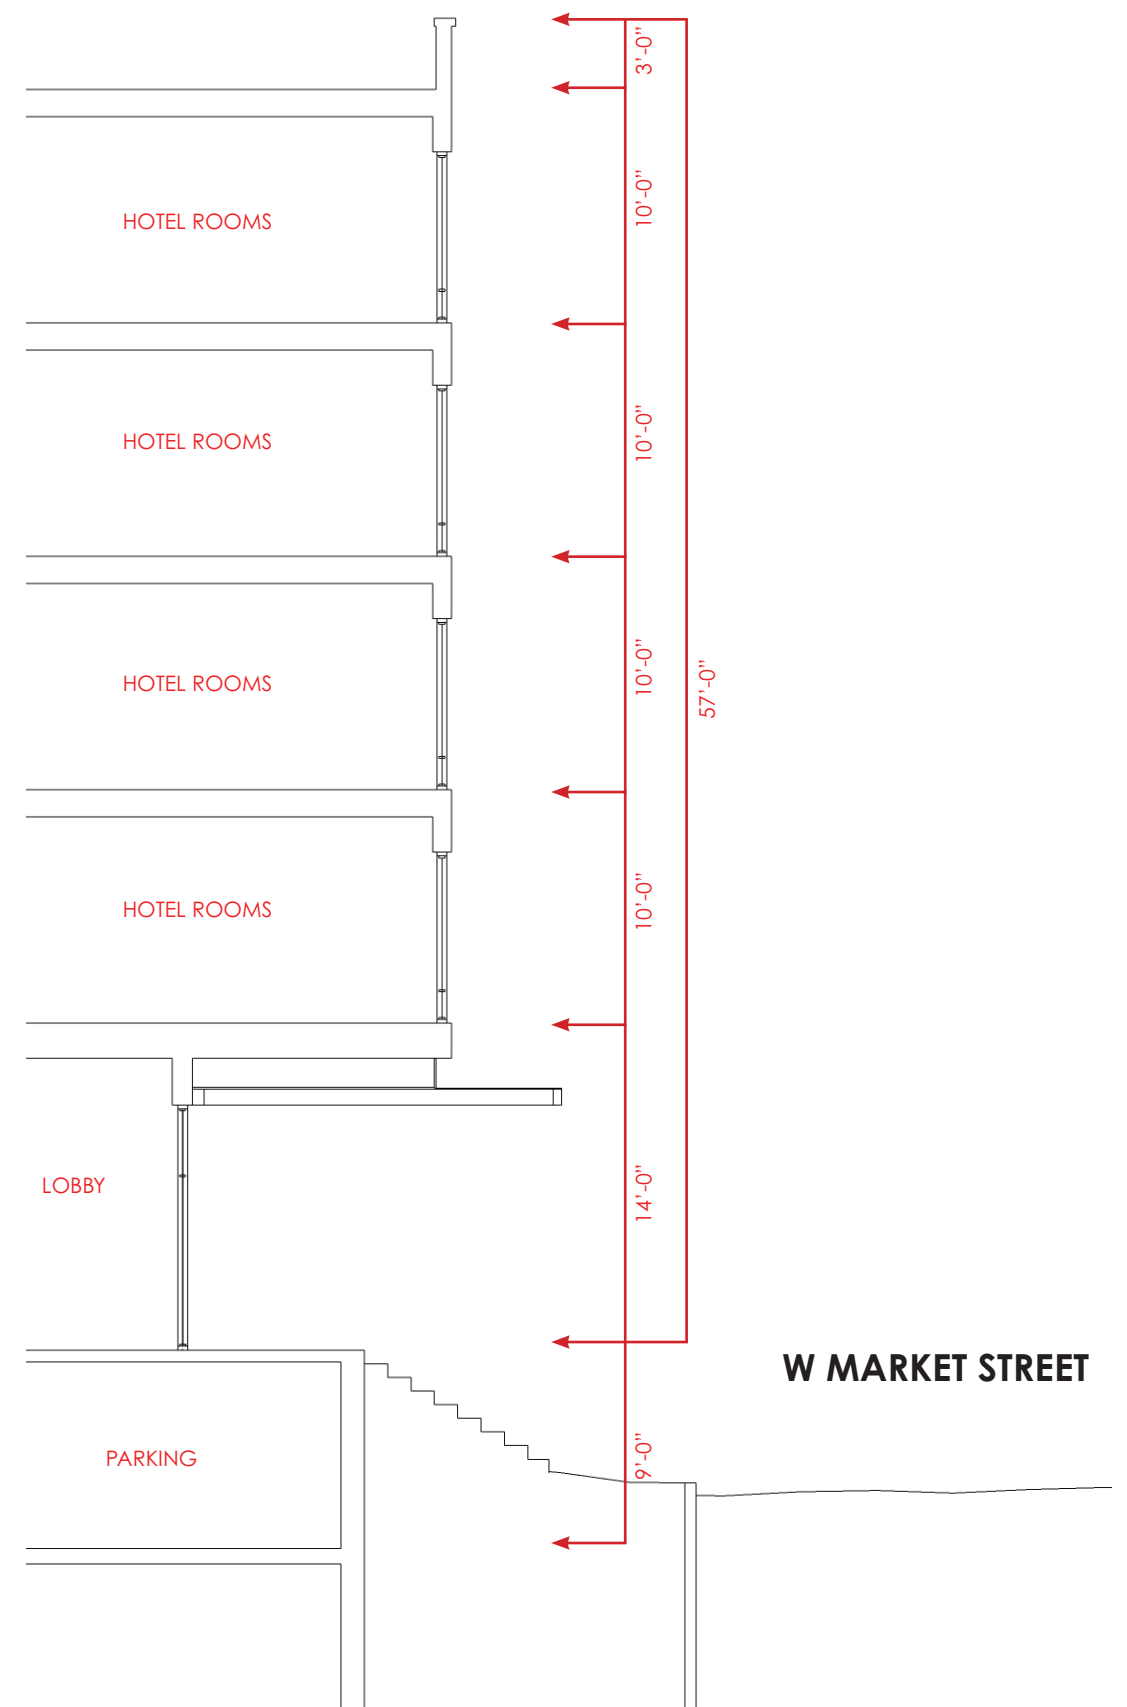 3'-0"
10'-0"
HOTEL ROOMS
10'-0"
HOTEL ROOMS
10'-0"
HOTEL ROOMS
57'-0"
10'-0"
HOTEL ROOMS
14'-0"
LOBBY
W MARKET STREET
9'-0"
PARKING